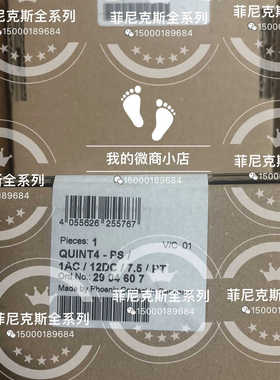 菲尼克斯全系列
15000189684
菲尼克斯全系列
15000189684
我的微商小店
4 055626 255767
Pieces: 1
V/C 01
QUINT4 - PS /
1AC / 12DC / 7.5 / PT
Ord No.: 29 04 60 7
Made by Phoenix
菲尼克斯全系列
15000189684
菲尼克斯全系列
15000189684